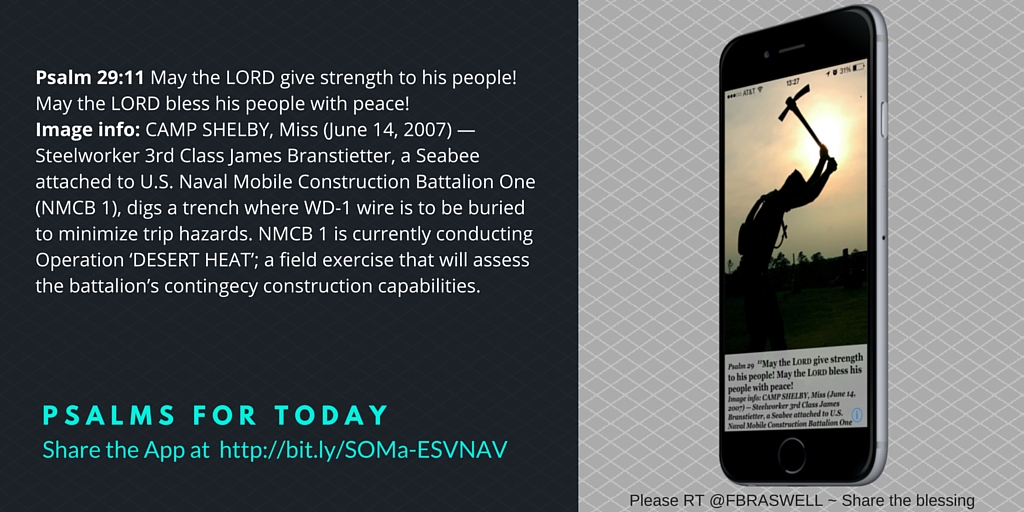 Psalm 29:11 May the LORD give strength to his people!
May the LORD bless his people with peace!
Image info: CAMP SHELBY, Miss (June 14, 2007) —
Steelworker 3rd Class James Branstietter, a Seabee
attached to U.S. Naval Mobile Construction Battalion One
(NMCB 1), digs a trench where WD-1 wire is to be buried
to minimize trip hazards. NMCB 1 is currently conducting
Operation ‘DESERT HEAT’; a field exercise that will assess
the battalion’s contingecy construction capabilities.
PSALMS FOR TODAY
Share the App at http://bit.ly/SOMa-ESVNAV
AT&T 13:27 31%
Psalm 29 11May the LORD give strength
to his people! May the LORD bless his
people with peace!
Image info: CAMP SHELBY, Miss (June 14,
2007) — Steelworker 3rd Class James
Branstietter, a Seabee attached to U.S.
Naval Mobile Construction Battalion One
Please RT @FBRASWELL ~ Share the blessing